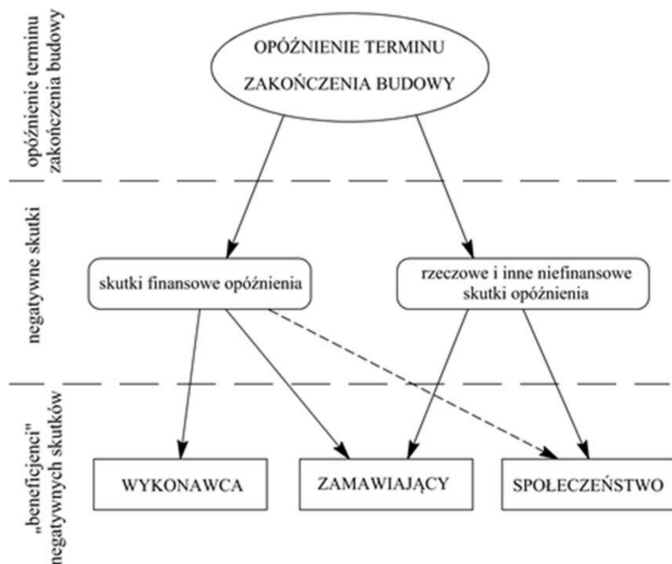 opóźnienie terminu
zakończenia budowy
OPÓŹNIENIE TERMINU
ZAKOŃCZENIA BUDOWY
negatywne skutki
skutki finansowe opóźnienia
rzeczowe i inne niefinansowe
skutki opóźnienia
„beneficjenci"
negatywnych skutków
WYKONAWCA
ZAMAWIAJĄCY
SPOŁECZEŃSTWO